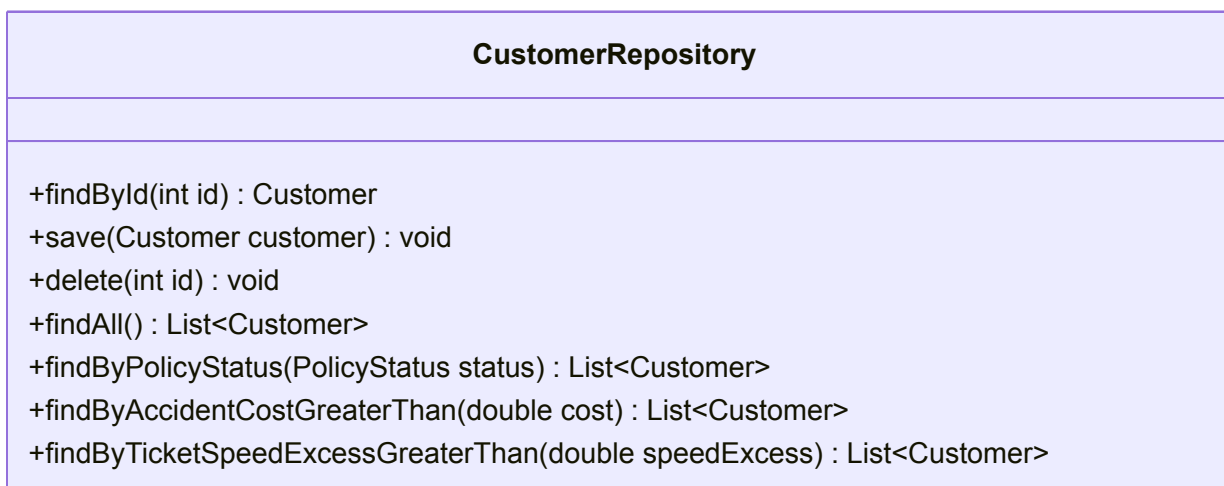 CustomerRepository
+findById(int id) : Customer
+save(Customer customer) : void
+delete(int id) : void
+findAll() : List<Customer>
+findByPolicyStatus(PolicyStatus status) : List<Customer>
+findByAccidentCostGreaterThan(double cost) : List<Customer>
+findByTicketSpeedExcessGreaterThan(double speedExcess) : List<Customer>